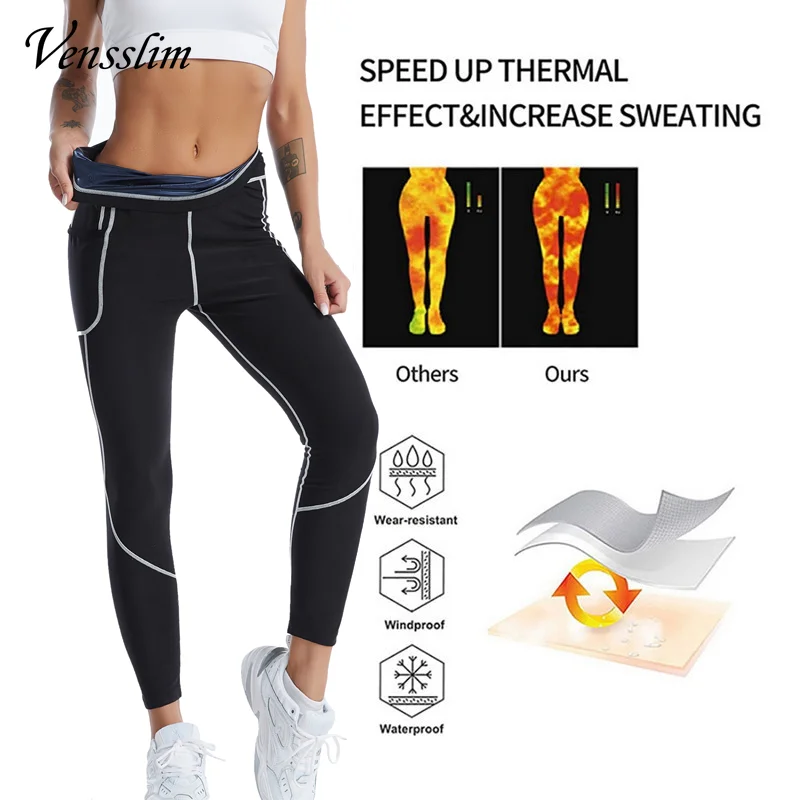 Vensslim
SPEED UP THERMAL
EFFECT&INCREASE SWEATING
Others
Ours
Wear-resistant
Windproof
Waterproof